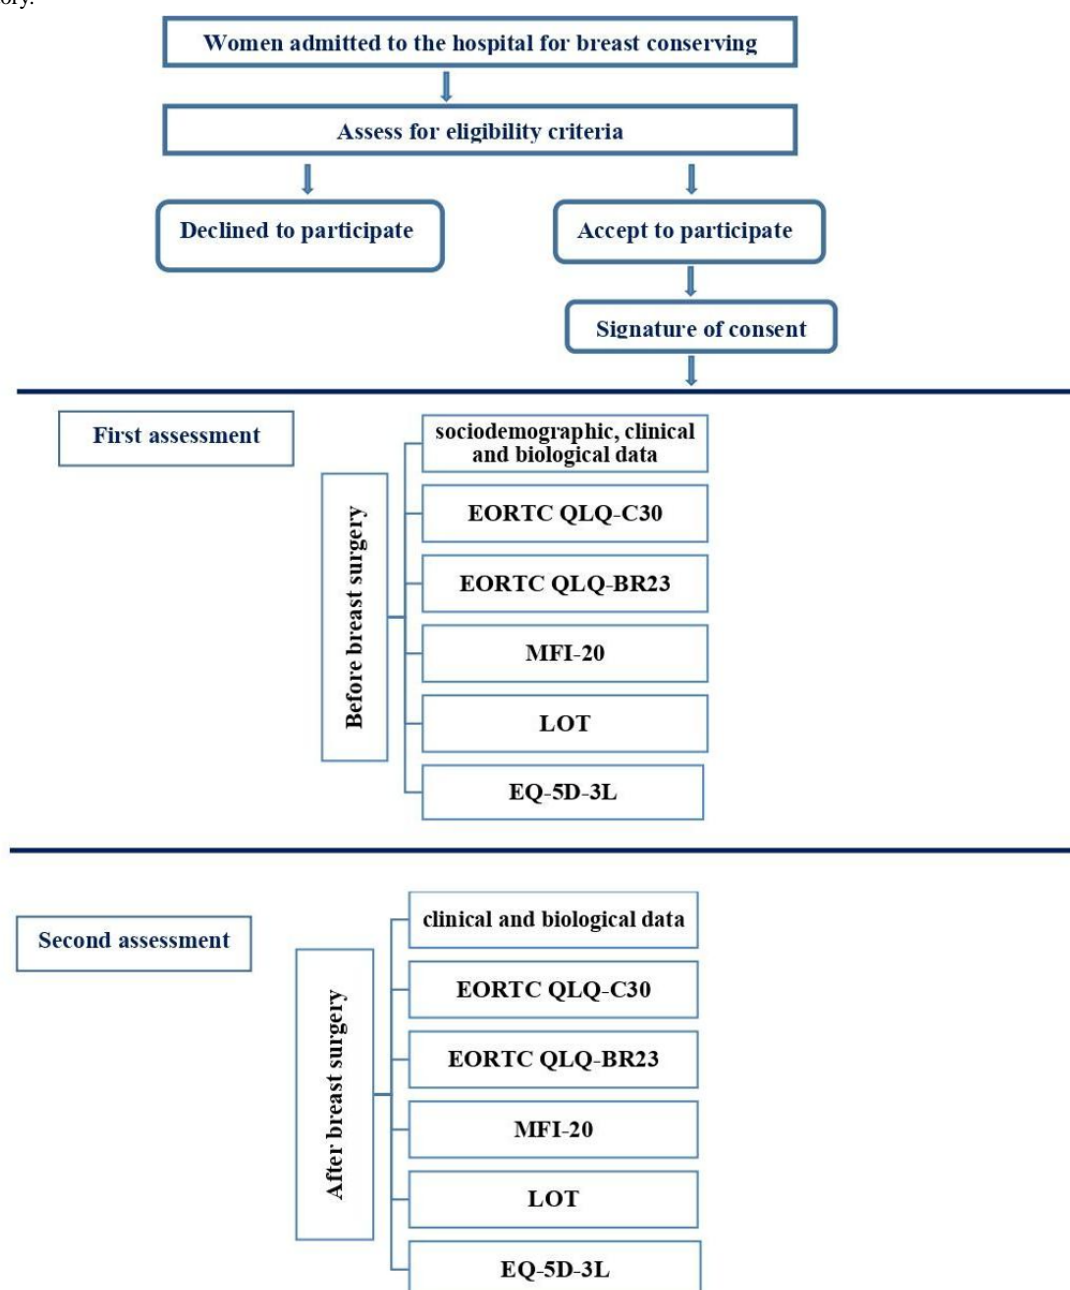 ory.
Women admitted to the hospital for breast conserving
Assess for eligibility criteria
Declined to participate
Accept to participate
Signature of consent
First assessment
Before breast surgery
sociodemographic, clinical
and biological data
EORTC QLQ-C30
EORTC QLQ-BR23
MFI-20
LOT
EQ-5D-3L
Second assessment
After breast surgery
clinical and biological data
EORTC QLQ-C30
EORTC QLQ-BR23
MFI-20
LOT
EQ-5D-3L